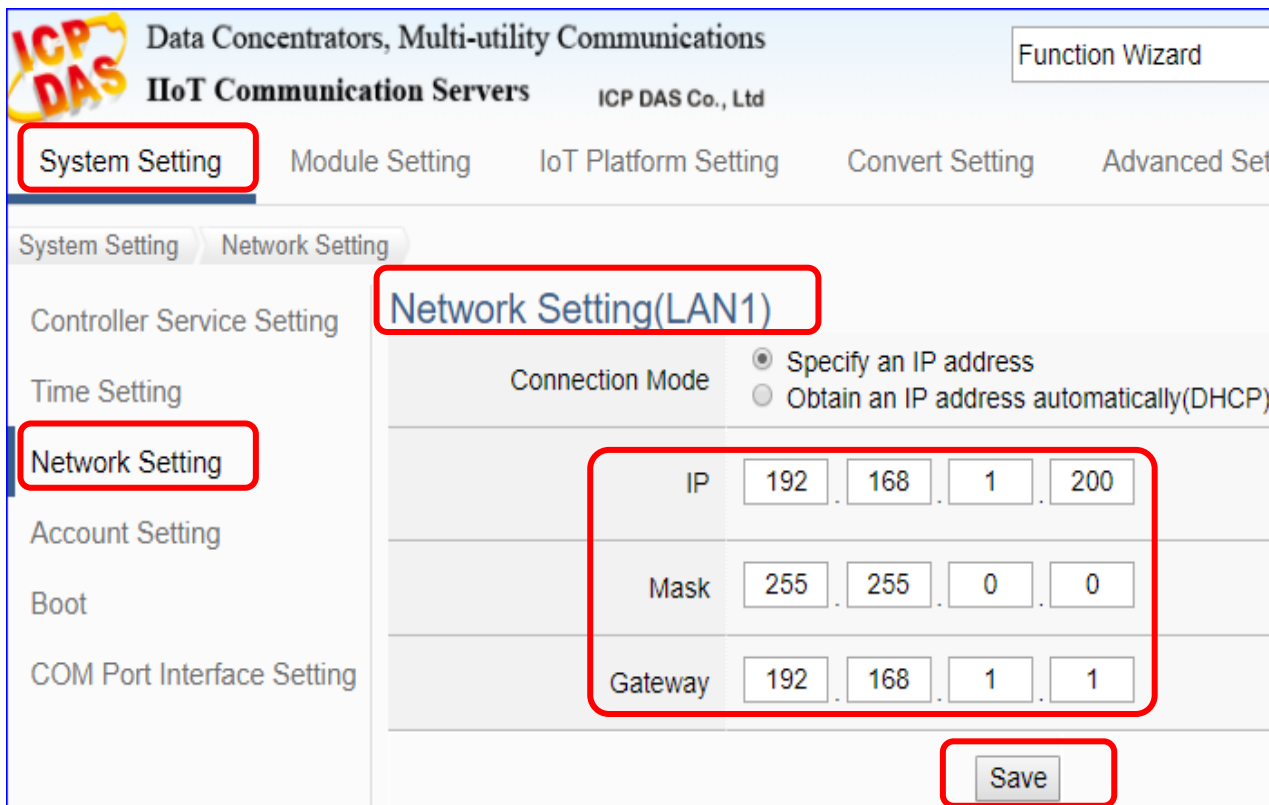 ICP DAS
Data Concentrators, Multi-utility Communications
IIoT Communication Servers ICP DAS Co., Ltd
Function Wizard
System Setting Module Setting IoT Platform Setting Convert Setting Advanced Set
System Setting Network Setting
Controller Service Setting
Time Setting
Network Setting
Account Setting
Boot
COM Port Interface Setting
Network Setting(LAN1)
Connection Mode
Specify an IP address
Obtain an IP address automatically(DHCP)
IP 192 . 168 . 1 . 200
Mask 255 . 255 . 0 . 0
Gateway 192 . 168 . 1 . 1
Save